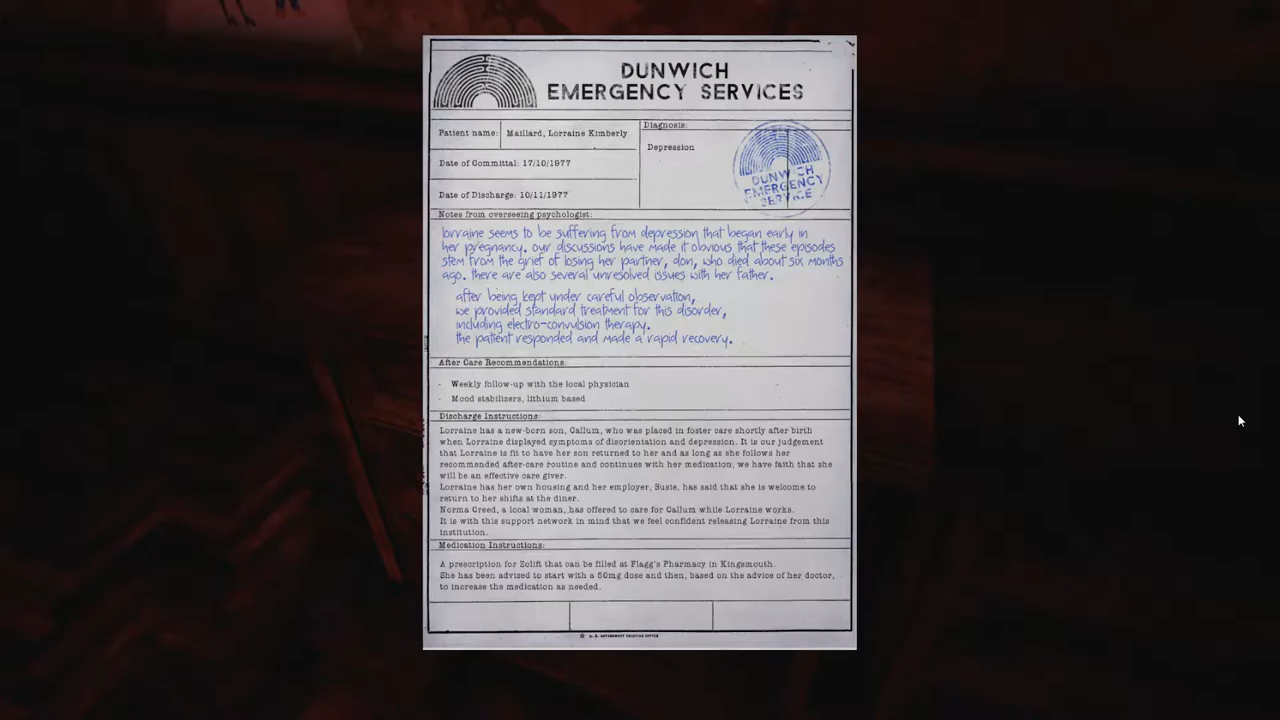 DUNWICH
EMERGENCY SERVICES
Patient name: Maillard, Lorraine Kimberly
Diagnosis:
Depression
Date of Committal: 17/10/1977
Date of Discharge: 10/11/1977
DUNWICH
EMERGENCY
SERVICE
Notes from overseeing psychologist:
lorraine seems to be suffering from depression that began early in
her pregnancy. our discussions have made it obvious that these episodes
stem from the grief of losing her partner, don, who died about six months
ago. there are also several unresolved issues with her father.
after being kept under careful observation,
we provided standard treatment for this disorder,
including electro-convulsion therapy.
the patient responded and made a rapid recovery.
After Care Recommendations:
- Weekly follow-up with the local physician
- Mood stabilizers, lithium based
Discharge Instructions:
Lorraine has a new-born son, Callum, who was placed in foster care shortly after birth
when Lorraine displayed symptoms of disorientation and depression. It is our judgement
that Lorraine is fit to have her son returned to her and as long as she follows her
recommended after-care routine and continues with her medication, we have faith that she
will be an effective care giver.
Lorraine has her own housing and her employer, Susie, has said that she is welcome to
return to her shifts at the diner.
Norma Creed, a local woman, has offered to care for Callum while Lorraine works.
It is with this support network in mind that we feel confident releasing Lorraine from this
institution.
Medication Instructions:
A prescription for Zolift that can be filled at Flagg's Pharmacy in Kingsmouth.
She has been advised to start with a 50mg dose and then, based on the advice of her doctor,
to increase the medication as needed.
U. S. GOVERNMENT PRINTING OFFICE